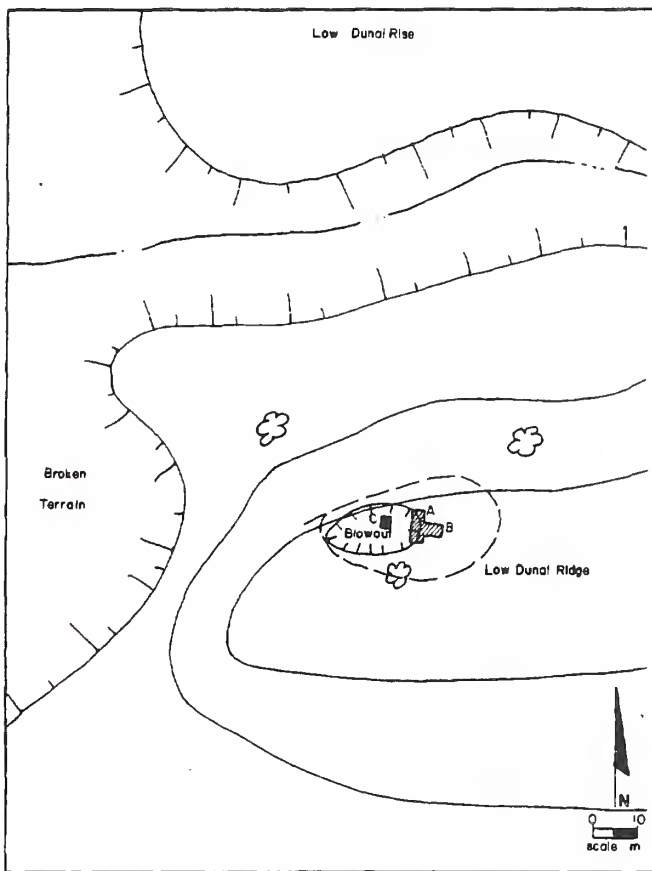 Low Dunal Rise
Broken
Terrain
A
C
B
Blowout
Low Dunal Ridge
N
0 10
scale m